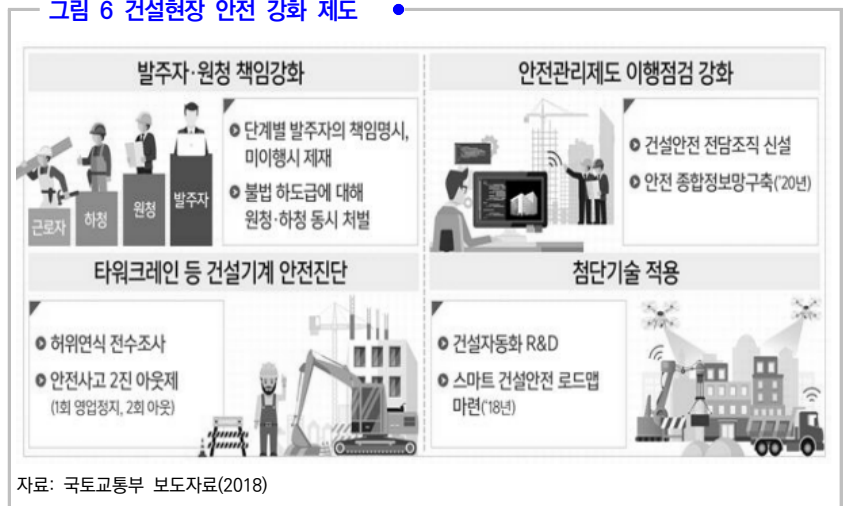 그림 6 건설현장 안전 강화 제도
발주자·원청 책임강화
근로자
하청
원청
발주자
단계별 발주자의 책임명시,
미이행시 제재
불법 하도급에 대해
원청·하청 동시 처벌
안전관리제도 이행점검 강화
건설안전 전담조직 신설
안전 종합정보망구축('20년)
타워크레인 등 건설기계 안전진단
허위연식 전수조사
안전사고 2진 아웃제
(1회 영업정지, 2회 아웃)
첨단기술 적용
건설자동화 R&D
스마트 건설안전 로드맵
마련('18년)
자료: 국토교통부 보도자료(2018)